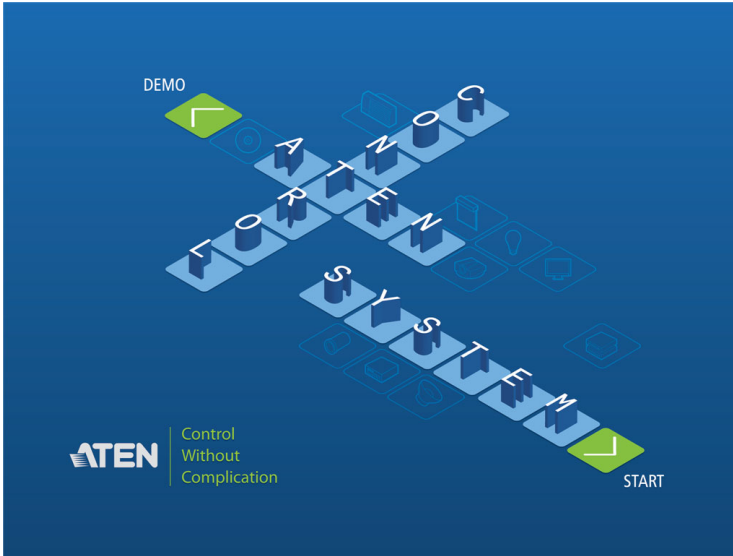 DEMO
ATEN
CONTROL
SYSTEM
ATEN
Control
Without
Complication
START